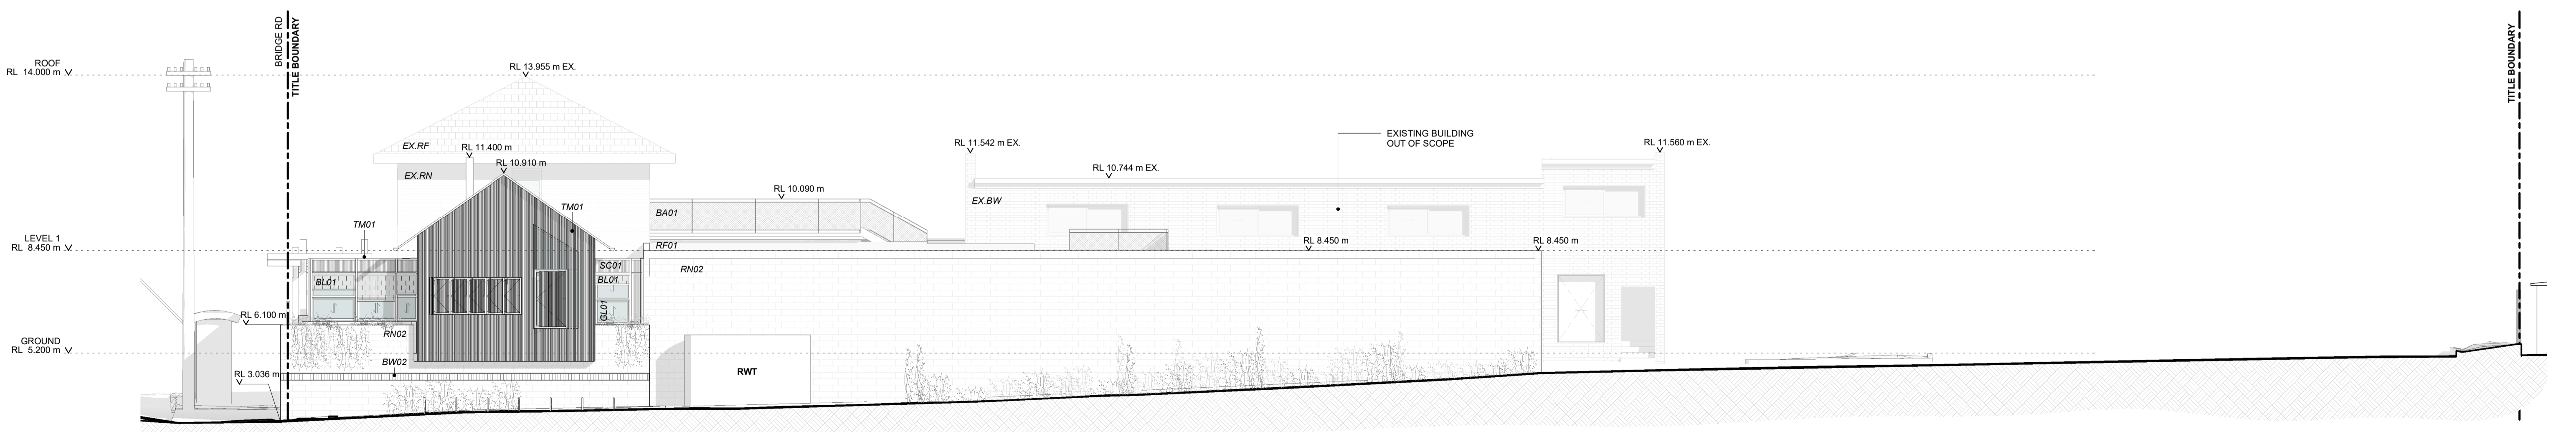 ROOF
RL 14.000 m
BRIDGE RD
TITLE BOUNDARY
RL 13.955 m EX.
EX.RF
RL 11.400 m
RL 10.910 m
EX.RN
TM01
TM01
RL 10.090 m
BA01
RF01
RL 11.542 m EX.
RL 10.744 m EX.
EX.BW
EXISTING BUILDING
OUT OF SCOPE
RL 11.560 m EX.
TITLE BOUNDARY
LEVEL 1
RL 8.450 m
RL 8.450 m
RL 8.450 m
SC01
RN02
BL01
BL01
GL01
RL 6.100 m
RN02
GROUND
RL 5.200 m
BW02
RL 3.036 m
RWT